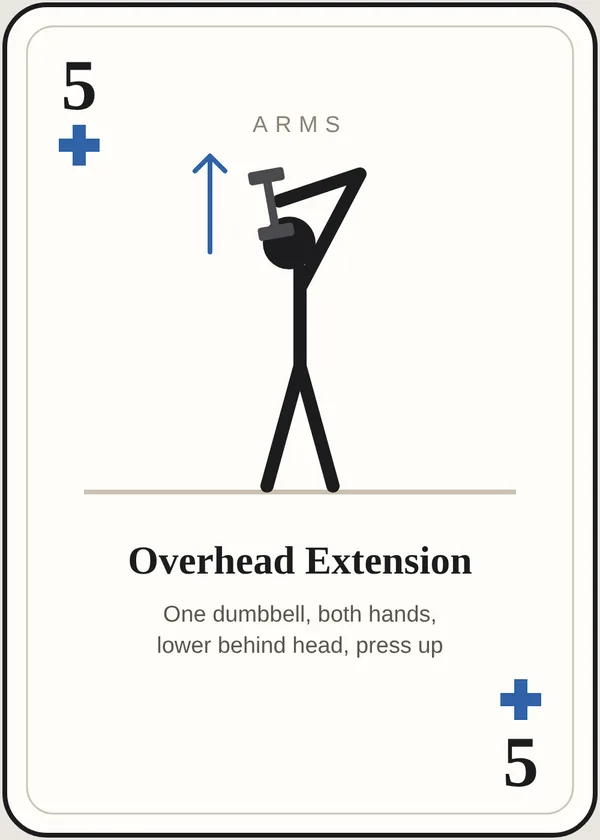 5
ARMS
Overhead Extension
One dumbbell, both hands,
lower behind head, press up
5